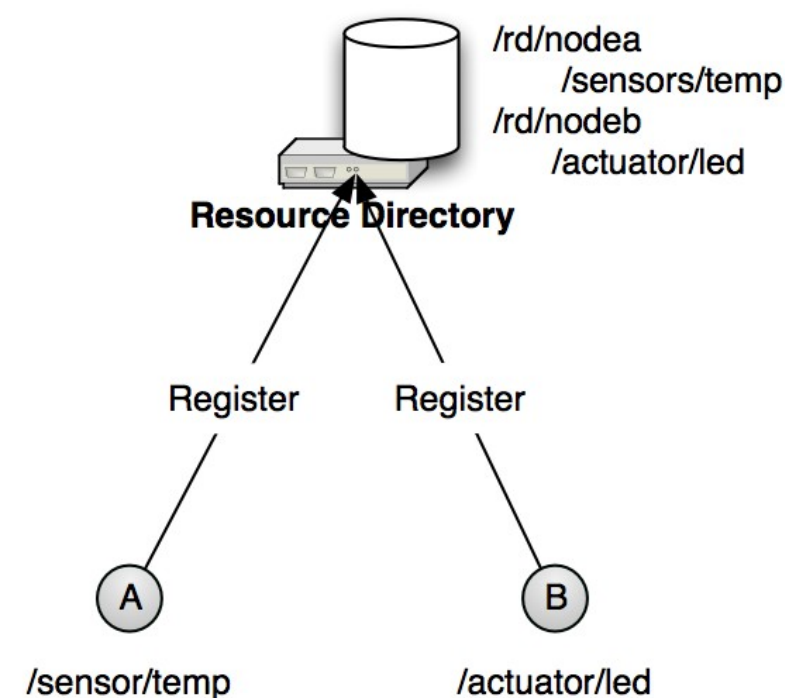 /rd/nodea
/sensors/temp
/rd/nodeb
/actuator/led
Resource Directory
Register
Register
A
B
/sensor/temp
/actuator/led